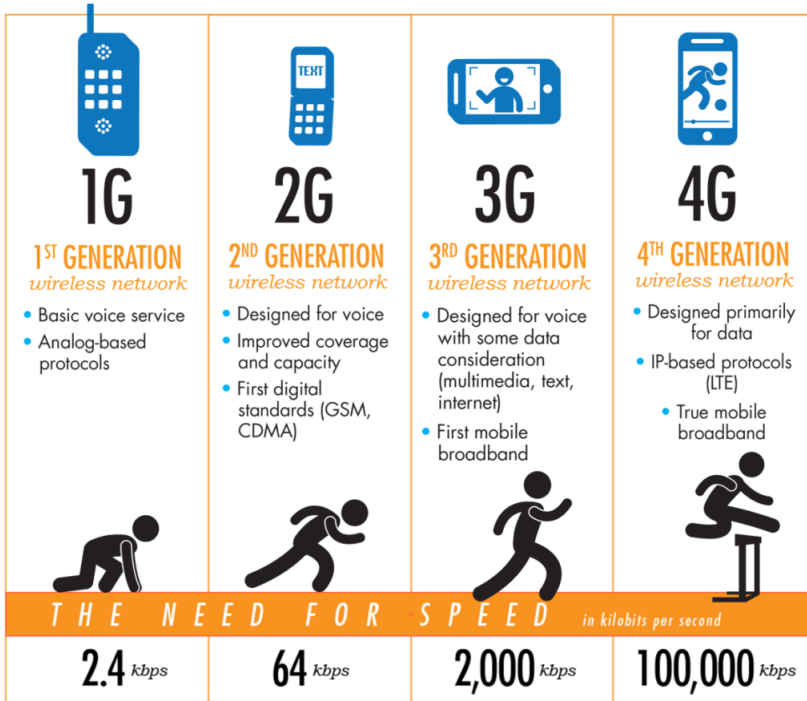 TEXT
1G
1ST GENERATION
wireless network
• Basic voice service
• Analog-based
protocols
2G
2ND GENERATION
wireless network
• Designed for voice
• Improved coverage
and capacity
• First digital
standards (GSM,
CDMA)
3G
3RD GENERATION
wireless network
• Designed for voice
with some data
consideration
(multimedia, text,
internet)
• First mobile
broadband
4G
4TH GENERATION
wireless network
• Designed primarily
for data
• IP-based protocols
(LTE)
• True mobile
broadband
THE NEED FOR SPEED in kilobits per second
2.4 kbps
64 kbps
2,000 kbps
100,000 kbps